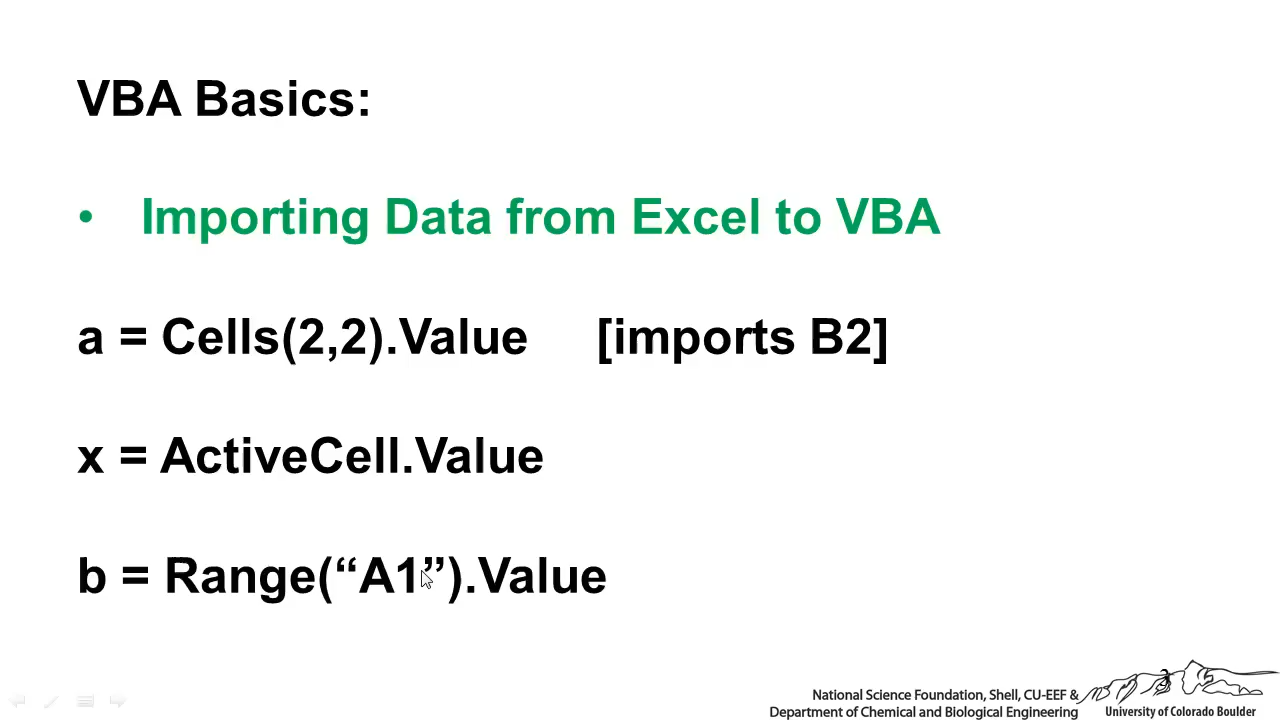 VBA Basics:
• Importing Data from Excel to VBA
a = Cells(2,2).Value [imports B2]
x = ActiveCell.Value
b = Range(“A1”).Value
National Science Foundation, Shell, CU-EEF &
Department of Chemical and Biological Engineering
University of Colorado Boulder